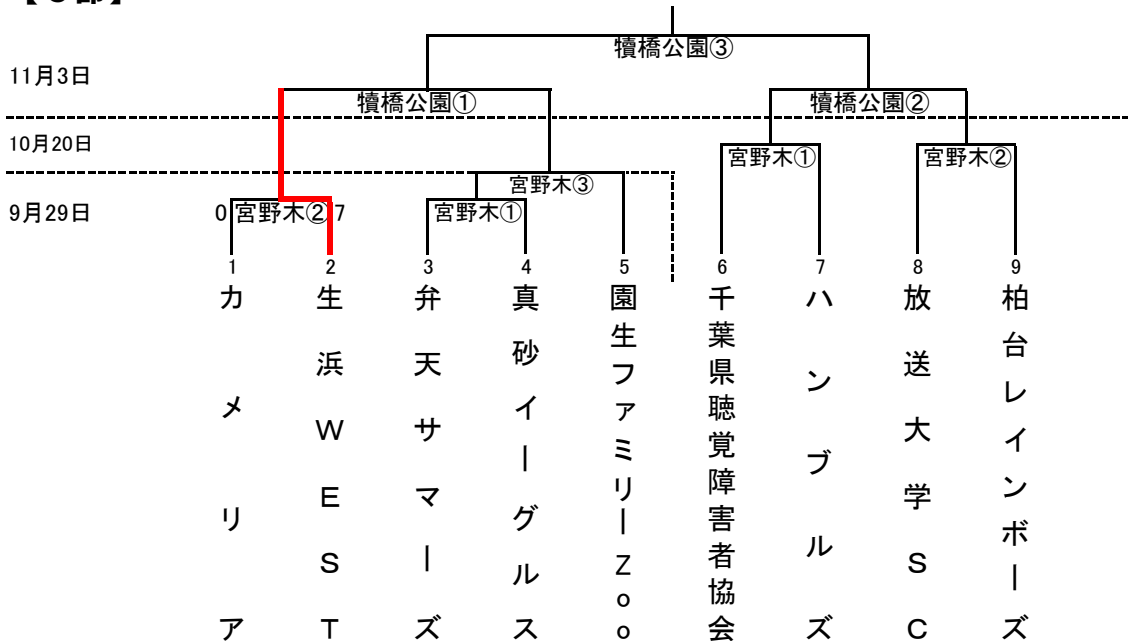 犢橋公園③
11月3日
犢橋公園① 犢橋公園②
10月20日
宮野木① 宮野木②
宮野木③
9月29日 0 宮野木② 7 宮野木①
1 2 3 4 5 6 7 8 9
カメリア
生浜WEST
弁天サマーズ
真砂イーグルス
園生ファミリーZoo
千葉県聴覚障害者協会
ハンブルズ
放送大学SC
柏台レインボーズ